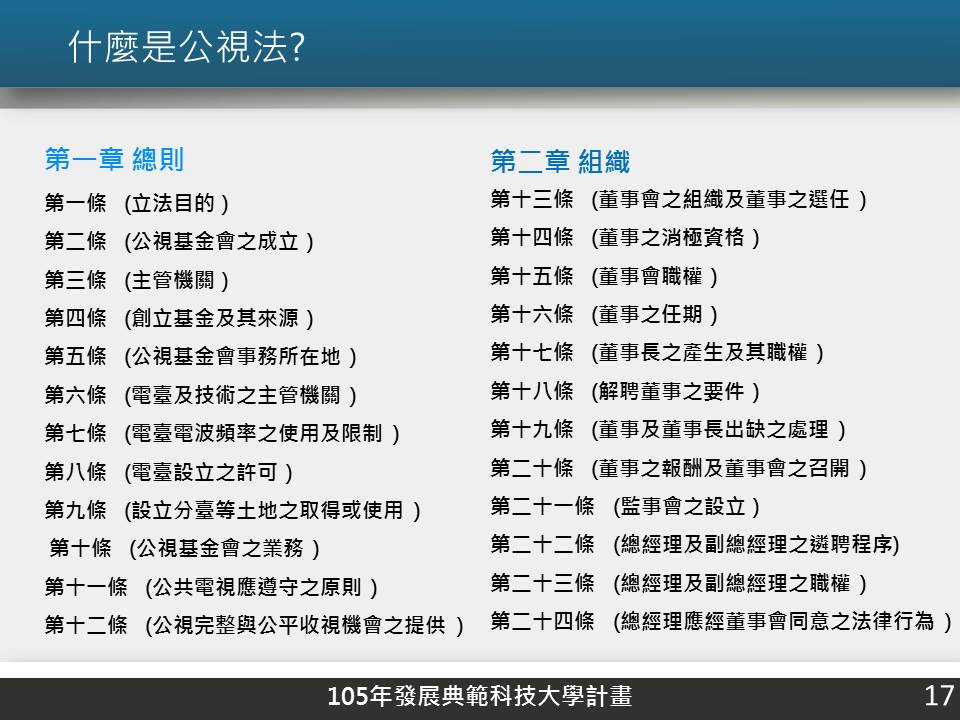 什麼是公視法?
第一章 總則
第一條 (立法目的 )
第二條 (公視基金會之成立 )
第三條 (主管機關 )
第四條 (創立基金及其來源 )
第五條 (公視基金會事務所在地 )
第六條 (電臺及技術之主管機關 )
第七條 (電臺電波頻率之使用及限制 )
第八條 (電臺設立之許可 )
第九條 (設立分臺等土地之取得或使用 )
第十條 (公視基金會之業務 )
第十一條 (公共電視應遵守之原則 )
第十二條 (公視完整與公平收視機會之提供 )
第二章 組織
第十三條 (董事會之組織及董事之選任 )
第十四條 (董事之消極資格 )
第十五條 (董事會職權 )
第十六條 (董事之任期 )
第十七條 (董事長之產生及其職權 )
第十八條 (解聘董事之要件 )
第十九條 (董事及董事長出缺之處理 )
第二十條 (董事之報酬及董事會之召開 )
第二十一條 (監事會之設立 )
第二十二條 (總經理及副總經理之遴聘程序)
第二十三條 (總經理及副總經理之職權 )
第二十四條 (總經理應經董事會同意之法律行為 )
105年發展典範科技大學計畫
17